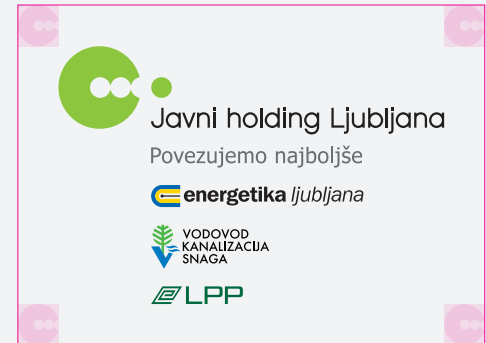 Javni holding Ljubljana
Povezujemo najboljše
energetika ljubljana
VODOVOD
KANALIZACIJA
SNAGA
LPP